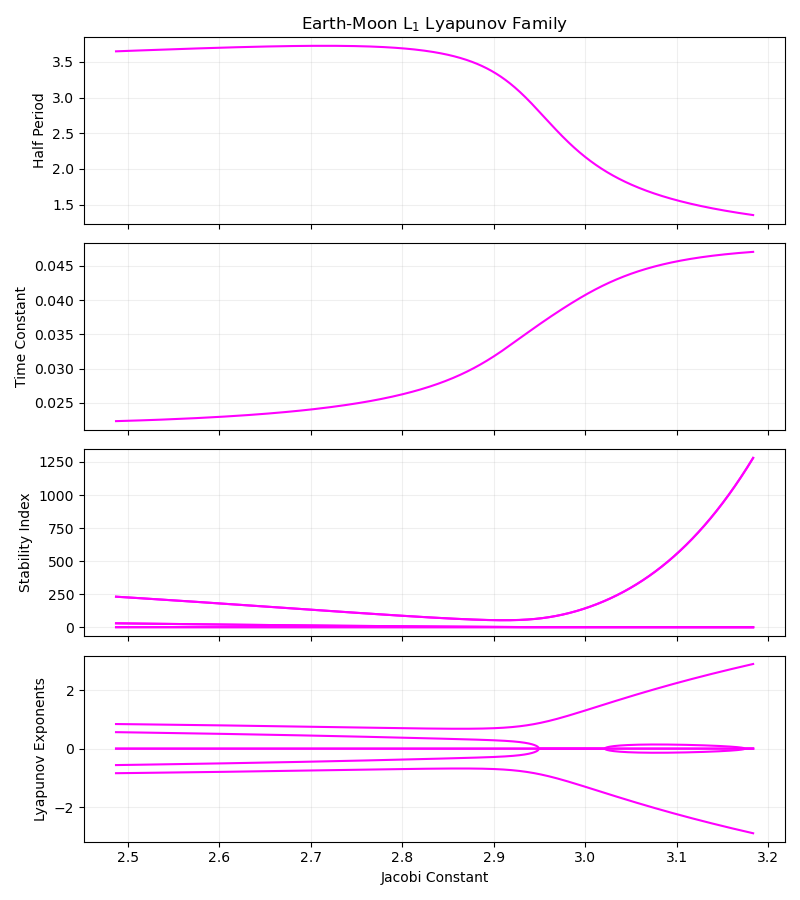 Earth-Moon L₁ Lyapunov Family
Half Period
3.5
3.0
2.5
2.0
1.5
Time Constant
0.045
0.040
0.035
0.030
0.025
Stability Index
1250
1000
750
500
250
0
Lyapunov Exponents
2
0
−2
2.5 2.6 2.7 2.8 2.9 3.0 3.1 3.2
Jacobi Constant